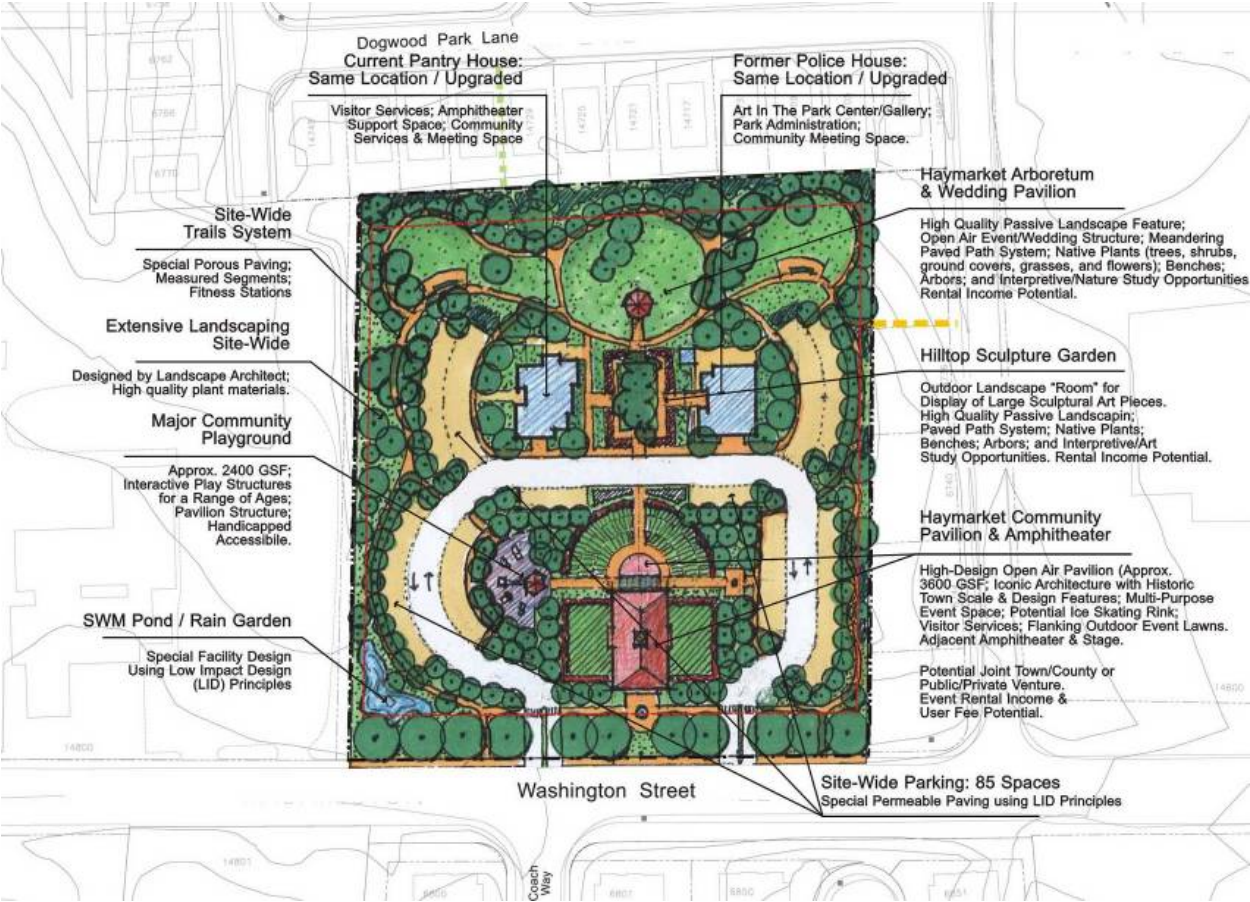 Dogwood Park Lane
Current Pantry House:
Same Location / Upgraded
Visitor Services; Amphitheater
Support Space; Community
Services & Meeting Space
Former Police House:
Same Location / Upgraded
Art In The Park Center/Gallery;
Park Administration;
Community Meeting Space.
Haymarket Arboretum
& Wedding Pavilion
High Quality Passive Landscape Feature;
Open Air Event/Wedding Structure; Meandering
Paved Path System; Native Plants (trees, shrubs,
ground covers, grasses, and flowers); Benches;
Arbors; and Interpretive/Nature Study Opportunities
Rental Income Potential.
Site-Wide
Trails System
Special Porous Paving;
Measured Segments;
Fitness Stations
Extensive Landscaping
Site-Wide
Designed by Landscape Architect;
High quality plant materials.
Hilltop Sculpture Garden
Outdoor Landscape "Room" for
Display of Large Sculptural Art Pieces.
High Quality Passive Landscapin;
Paved Path System; Native Plants;
Benches; Arbors; and Interpretive/Art
Study Opportunities. Rental Income Potential.
Major Community
Playground
Approx. 2400 GSF;
Interactive Play Structures
for a Range of Ages;
Pavilion Structure;
Handicapped
Accessibile.
Haymarket Community
Pavilion & Amphitheater
High-Design Open Air Pavilion (Approx.
3600 GSF; Iconic Architecture with Historic
Town Scale & Design Features; Multi-Purpose
Event Space; Potential Ice Skating Rink;
Visitor Services; Flanking Outdoor Event Lawns.
Adjacent Amphitheater & Stage.
Potential Joint Town/County or
Public/Private Venture.
Event Rental Income &
User Fee Potential.
SWM Pond / Rain Garden
Special Facility Design
Using Low Impact Design
(LID) Principles
Site-Wide Parking: 85 Spaces
Special Permeable Paving using LID Principles
Washington Street
Coach
Way
6762
6766
6770
14725
14721
14717
14800
14800
14801
6807
6850